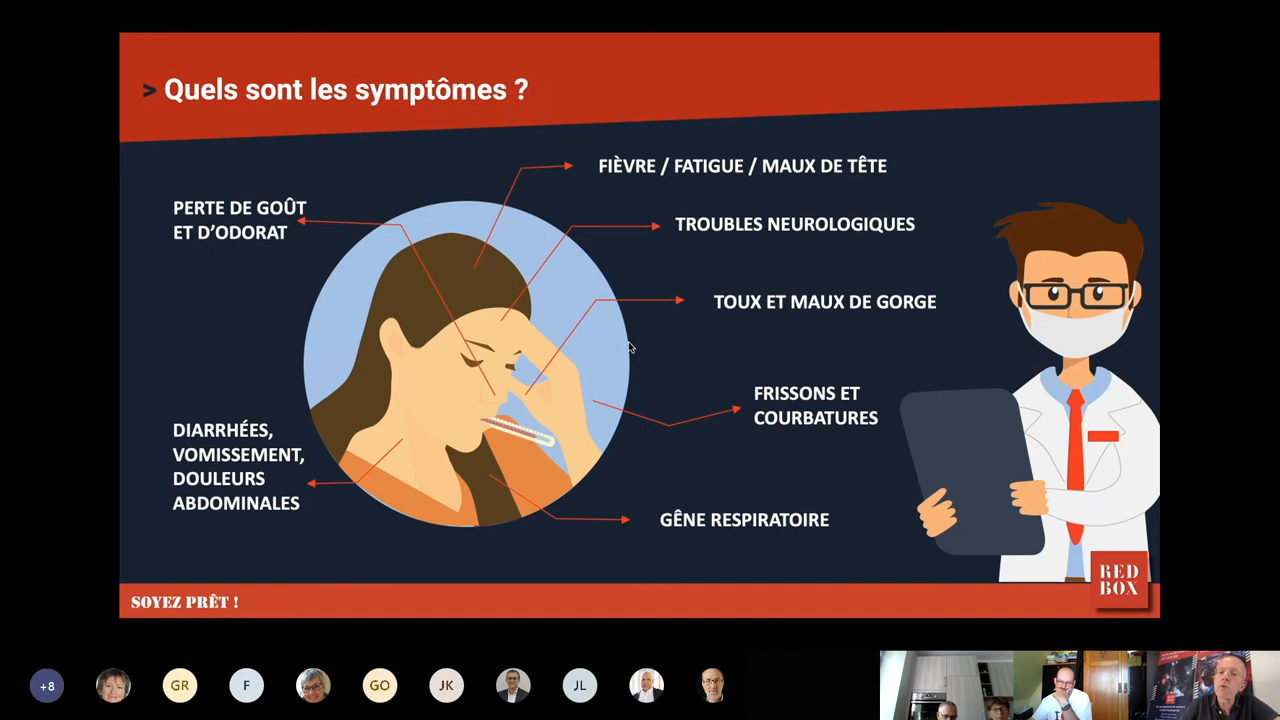 > Quels sont les symptômes ?
FIÈVRE / FATIGUE / MAUX DE TÊTE
PERTE DE GOÛT
ET D’ODORAT
TROUBLES NEUROLOGIQUES
TOUX ET MAUX DE GORGE
FRISSONS ET
COURBATURES
DIARRHÉES,
VOMISSEMENT,
DOULEURS
ABDOMINALES
GÊNE RESPIRATOIRE
RED
BOX
SOYEZ PRÊT !
+8
GR
F
GO
JK
JL